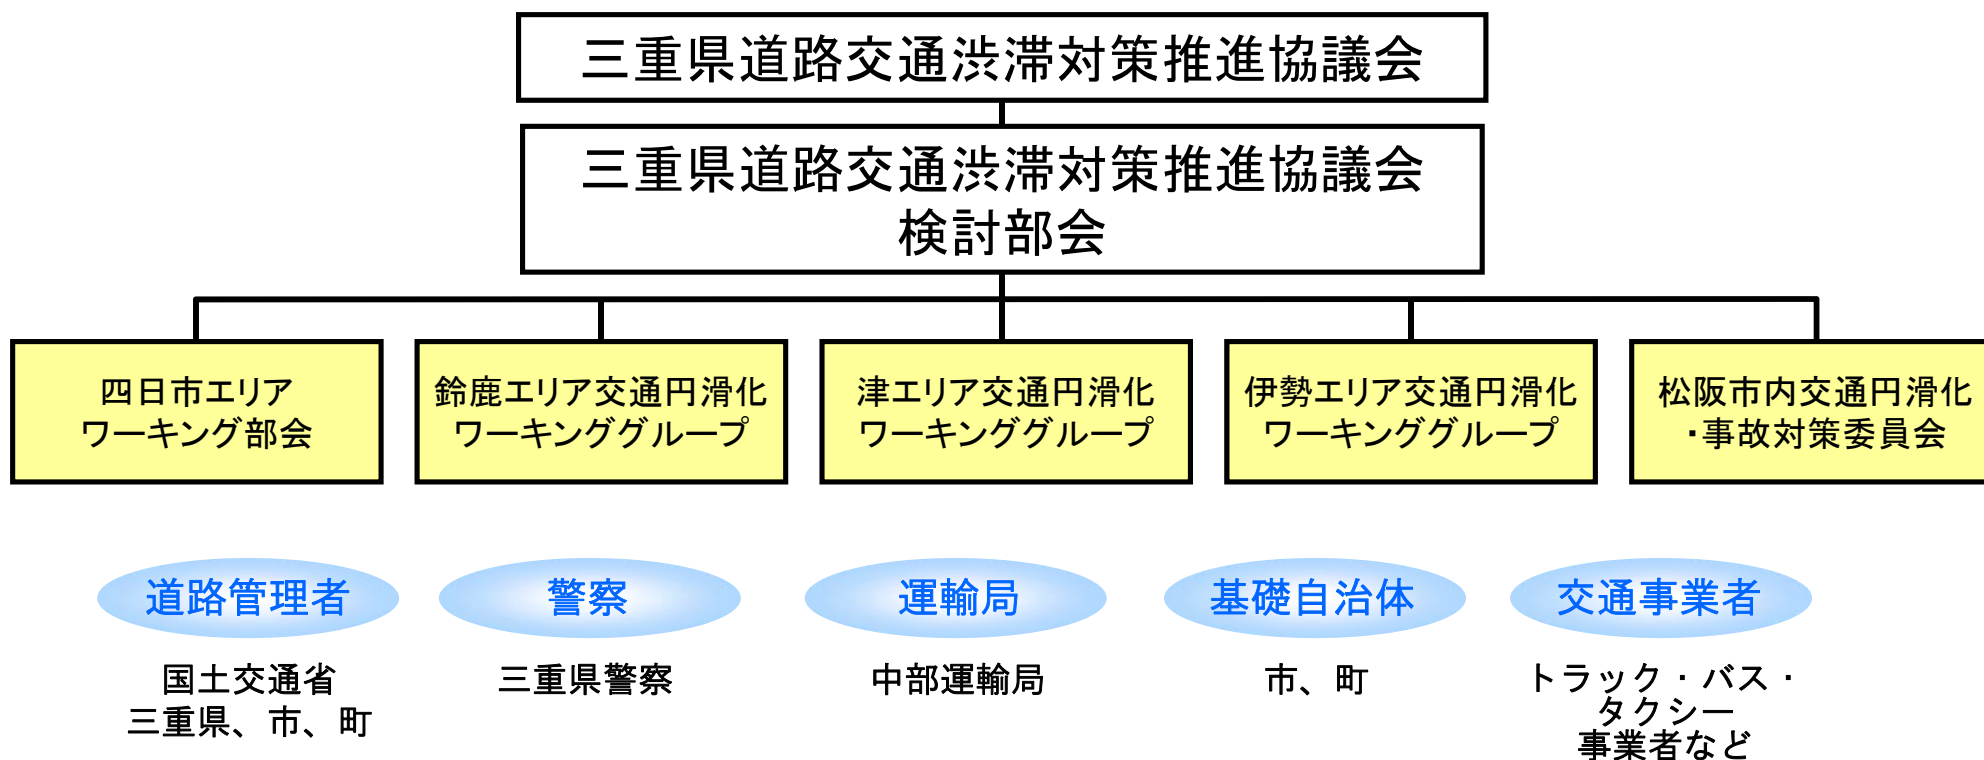 三重県道路交通渋滞対策推進協議会
三重県道路交通渋滞対策推進協議会
検討部会
四日市エリア
ワーキング部会
鈴鹿エリア交通円滑化
ワーキンググループ
津エリア交通円滑化
ワーキンググループ
伊勢エリア交通円滑化
ワーキンググループ
松阪市内交通円滑化
・事故対策委員会
道路管理者
国土交通省
三重県、市、町
警察
三重県警察
運輸局
中部運輸局
基礎自治体
市、町
交通事業者
トラック・バス・
タクシー
事業者など